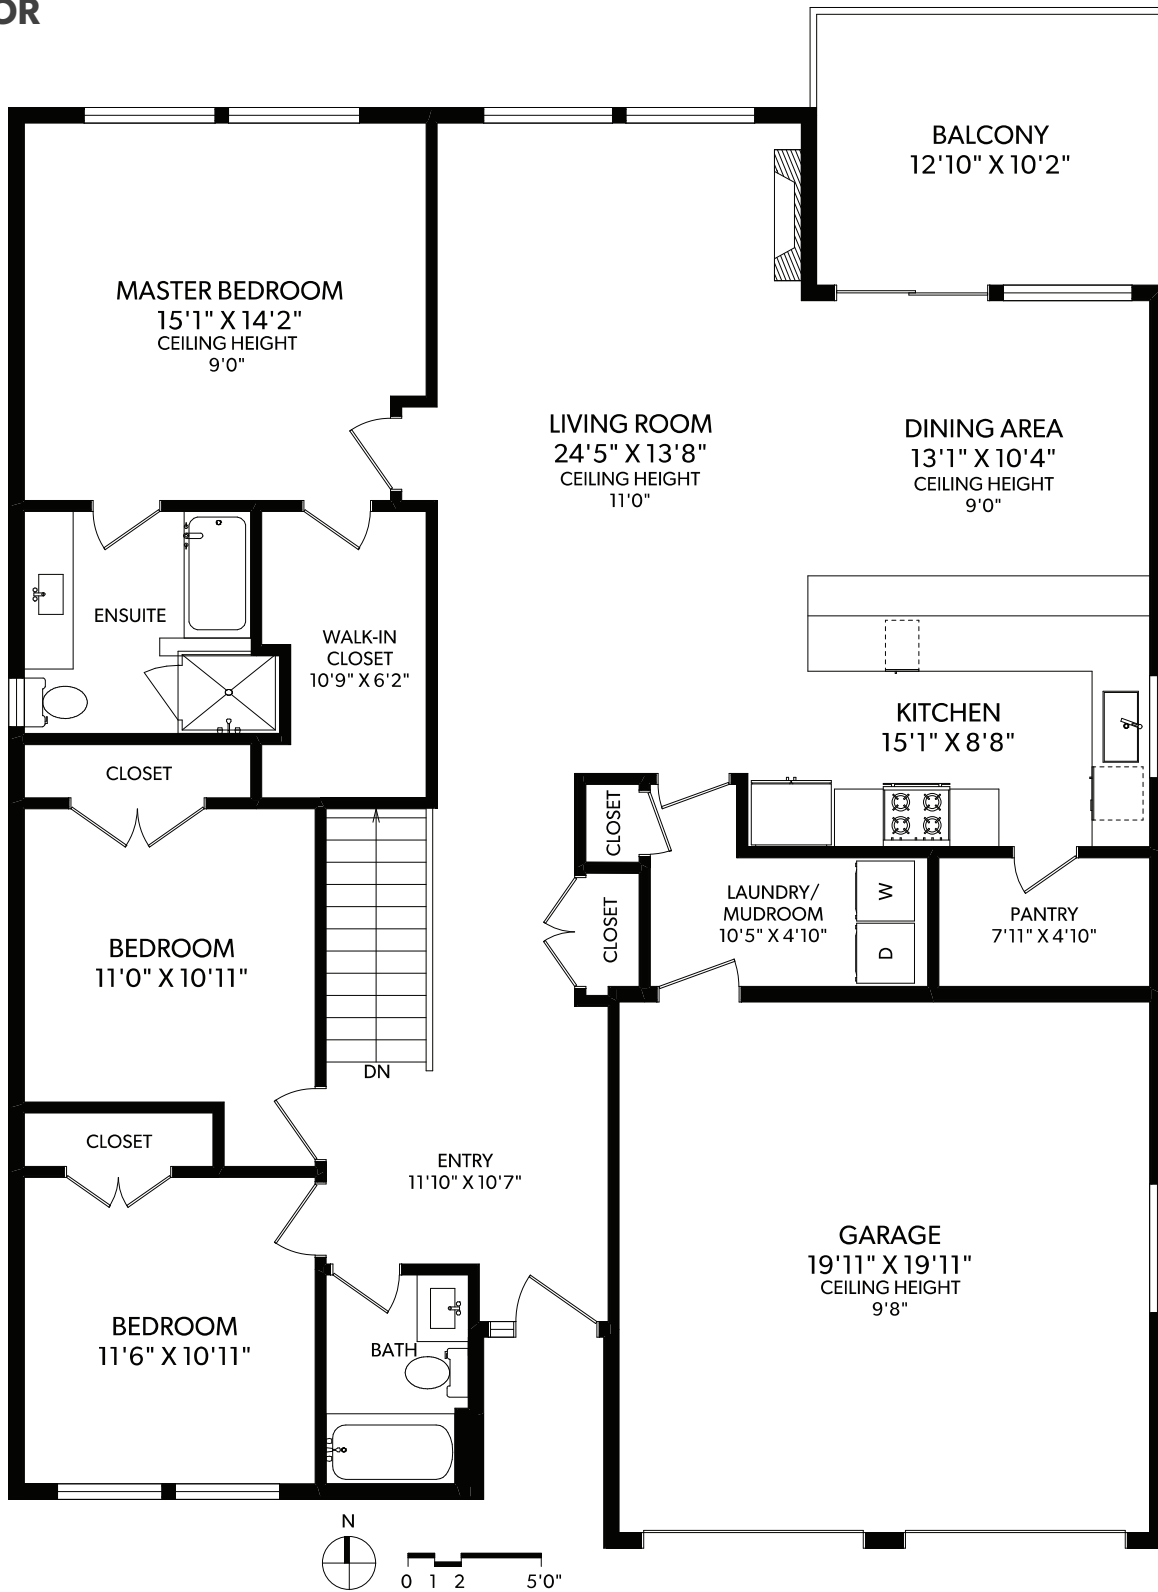 OR
BALCONY
12'10" X 10'2"
MASTER BEDROOM
15'1" X 14'2"
CEILING HEIGHT
9'0"
LIVING ROOM
24'5" X 13'8"
CEILING HEIGHT
11'0"
DINING AREA
13'1" X 10'4"
CEILING HEIGHT
9'0"
ENSUITE
WALK-IN
CLOSET
10'9" X 6'2"
KITCHEN
15'1" X 8'8"
CLOSET
CLOSET
CLOSET
LAUNDRY/
MUDROOM
10'5" X 4'10"
W
D
PANTRY
7'11" X 4'10"
BEDROOM
11'0" X 10'11"
DN
CLOSET
ENTRY
11'10" X 10'7"
GARAGE
19'11" X 19'11"
CEILING HEIGHT
9'8"
BEDROOM
11'6" X 10'11"
BATH
N
0 1 2 5'0"